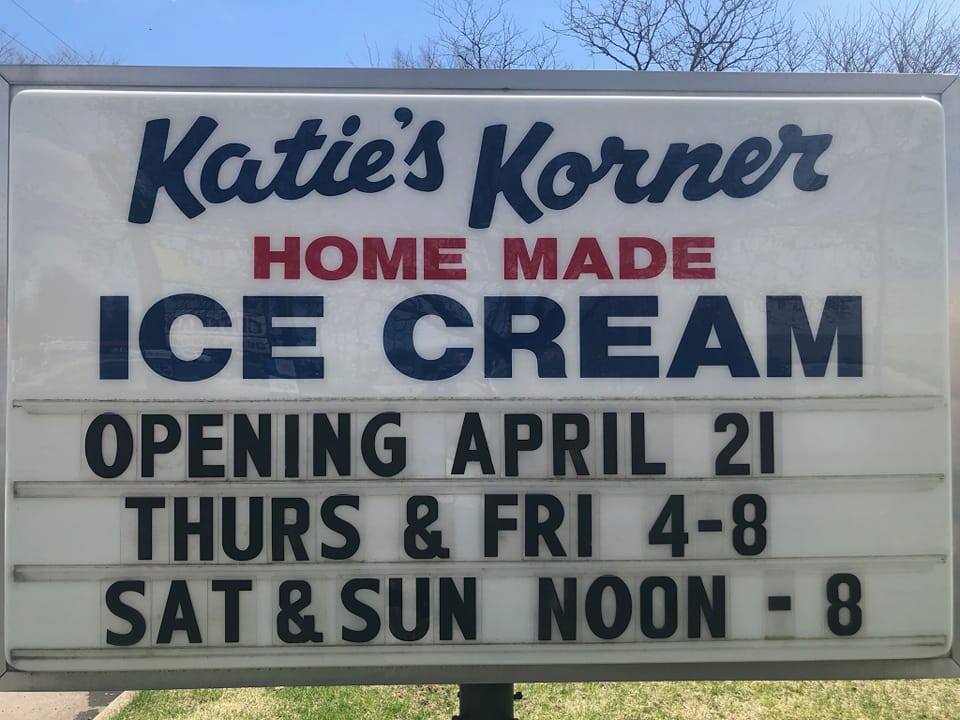 Katie's Korner
HOME MADE
ICE CREAM
OPENING APRIL 21
THURS & FRI 4-8
SAT & SUN NOON - 8